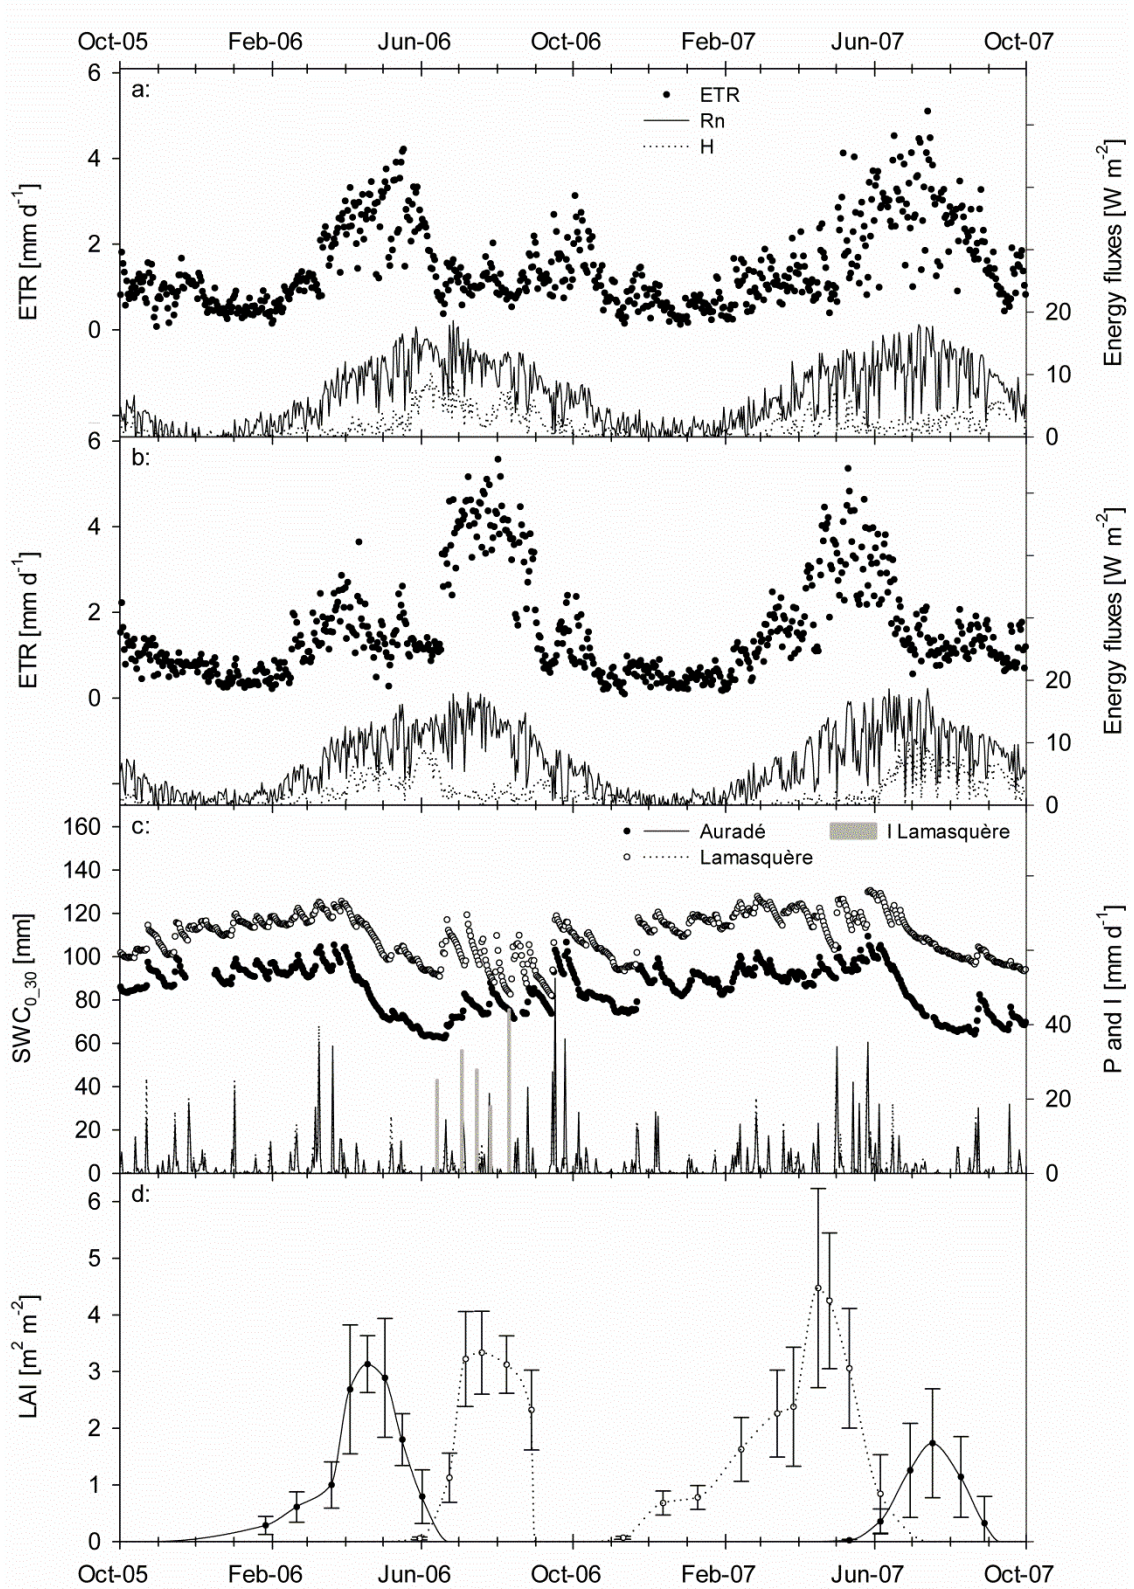 Oct-05 Feb-06 Jun-06 Oct-06 Feb-07 Jun-07 Oct-07
a:
ETR
Rn
H
6
4
2
0
ETR [mm d-1]
20
10
0
Energy fluxes [W m-2]
b:
6
4
2
0
ETR [mm d-1]
20
10
0
Energy fluxes [W m-2]
c:
Auradé
Lamasquère
I Lamasquère
160
140
120
100
80
60
40
20
0
SWC0_30 [mm]
40
20
0
P and I [mm d-1]
d:
6
5
4
3
2
1
0
LAI [m2 m-2]
Oct-05 Feb-06 Jun-06 Oct-06 Feb-07 Jun-07 Oct-07